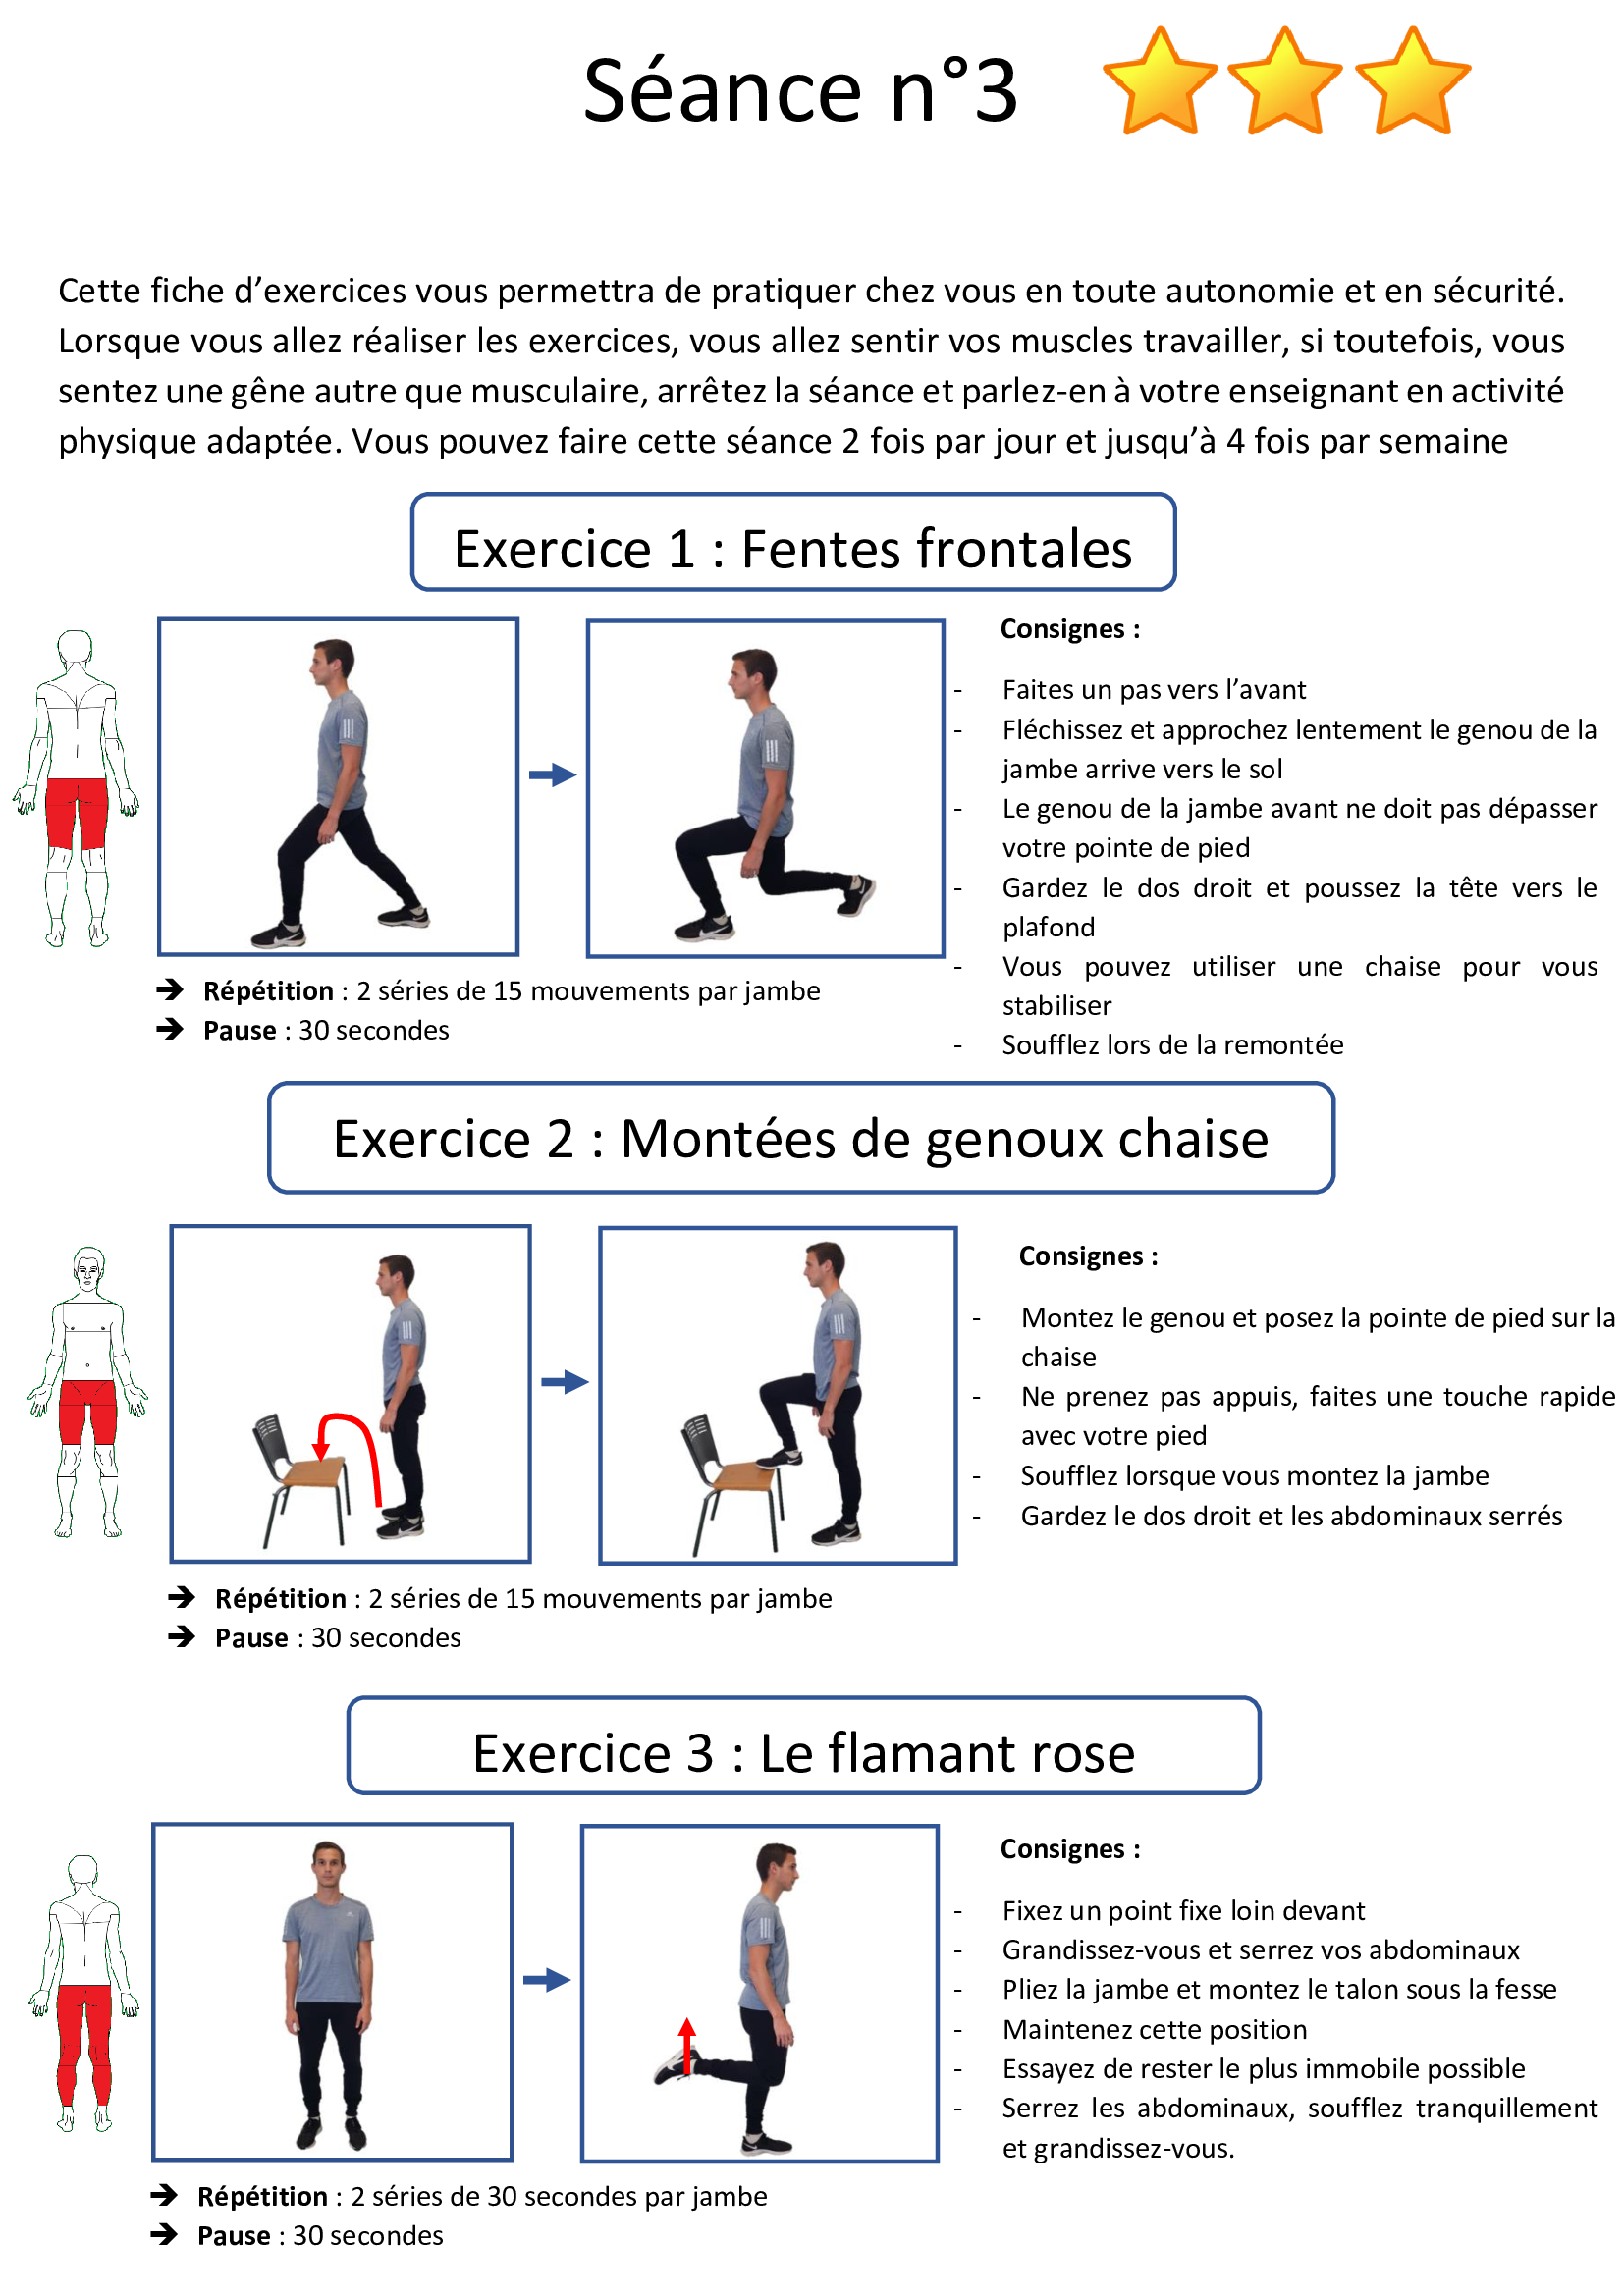 Séance n°3
Cette fiche d’exercices vous permettra de pratiquer chez vous en toute autonomie et en sécurité.
Lorsque vous allez réaliser les exercices, vous allez sentir vos muscles travailler, si toutefois, vous
sentez une gêne autre que musculaire, arrêtez la séance et parlez-en à votre enseignant en activité
physique adaptée. Vous pouvez faire cette séance 2 fois par jour et jusqu’à 4 fois par semaine
Exercice 1 : Fentes frontales
Consignes :
- Faites un pas vers l’avant
- Fléchissez et approchez lentement le genou de la
jambe arrive vers le sol
- Le genou de la jambe avant ne doit pas dépasser
votre pointe de pied
- Gardez le dos droit et poussez la tête vers le
plafond
- Vous pouvez utiliser une chaise pour vous
stabiliser
- Soufflez lors de la remontée
➔ Répétition : 2 séries de 15 mouvements par jambe
➔ Pause : 30 secondes
Exercice 2 : Montées de genoux chaise
Consignes :
- Montez le genou et posez la pointe de pied sur la
chaise
- Ne prenez pas appuis, faites une touche rapide
avec votre pied
- Soufflez lorsque vous montez la jambe
- Gardez le dos droit et les abdominaux serrés
➔ Répétition : 2 séries de 15 mouvements par jambe
➔ Pause : 30 secondes
Exercice 3 : Le flamant rose
Consignes :
- Fixez un point fixe loin devant
- Grandissez-vous et serrez vos abdominaux
- Pliez la jambe et montez le talon sous la fesse
- Maintenez cette position
- Essayez de rester le plus immobile possible
- Serrez les abdominaux, soufflez tranquillement
et grandissez-vous.
➔ Répétition : 2 séries de 30 secondes par jambe
➔ Pause : 30 secondes